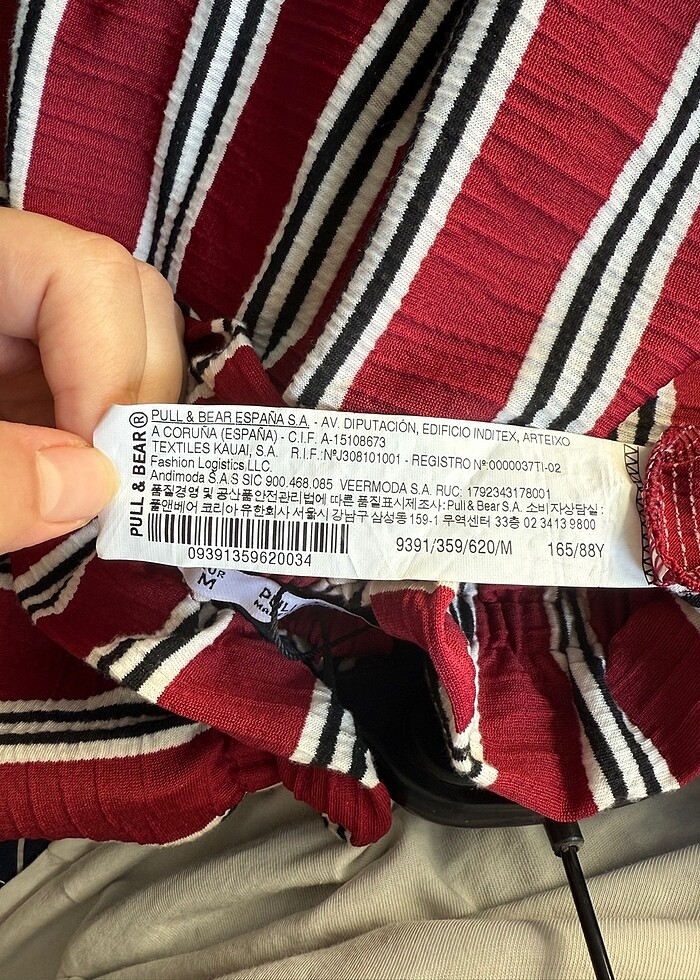 PULL & BEAR®
PULL & BEAR ESPAÑA S.A. - AV. DIPUTACIÓN, EDIFICIO INDITEX, ARTEIXO
A CORUÑA (ESPAÑA) - C.I.F. A-15108673
TEXTILES KAUAI, S.A. R.I.F.:NºJ308101001 - REGISTRO Nº:0000037TI-02
Fashion Logistics LLC.
Andimoda S.A.S SIC 900.468.085 VEERMODA S.A. RUC: 1792343178001
품질경영 및 공산품안전관리법에 따른 품질표시제조사:Pull & Bear S.A. 소비자상담실:
풀앤베어 코리아 유한회사 서울시 강남구 삼성동 159-1 무역센터 33층 02 3413 9800
09391359620034
9391/359/620/M 165/88Y
EUR
M
PULL